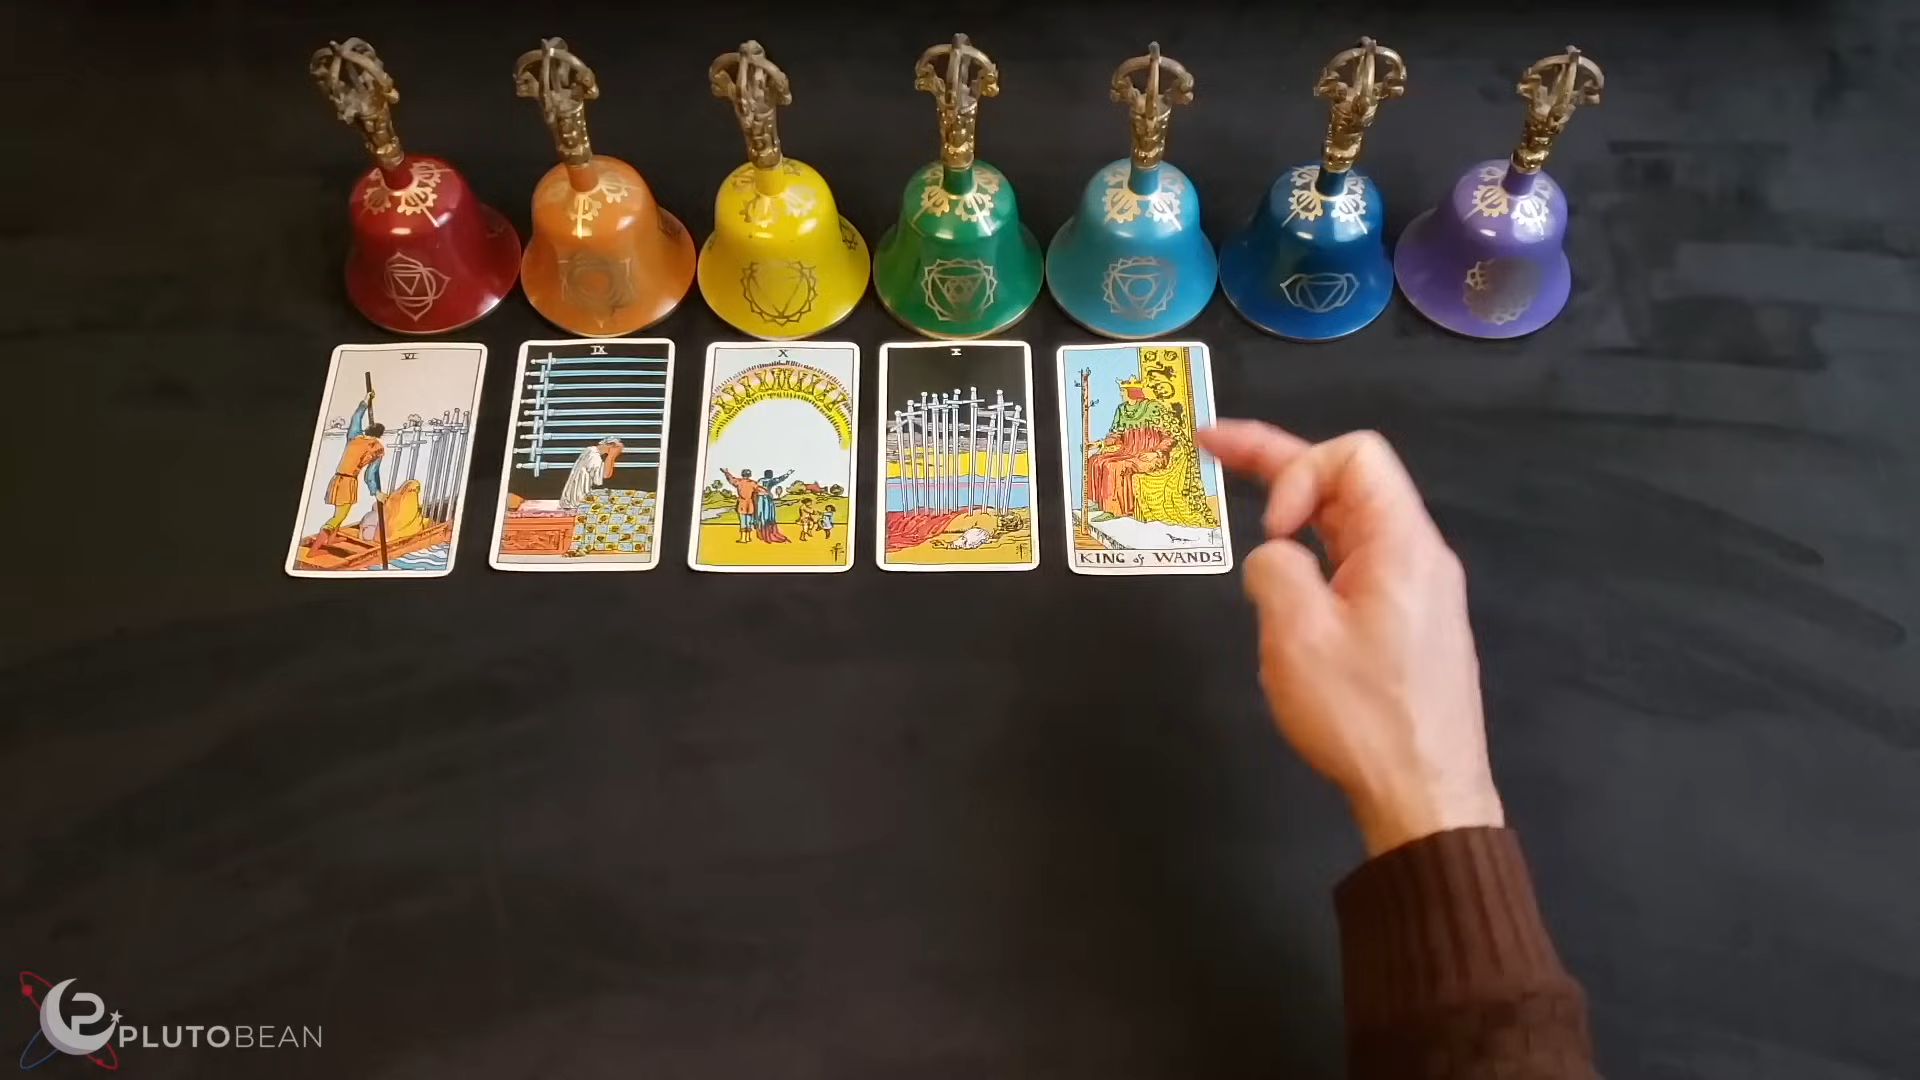 VI
IX
X
X
KING of WANDS
PLUTOBEAN